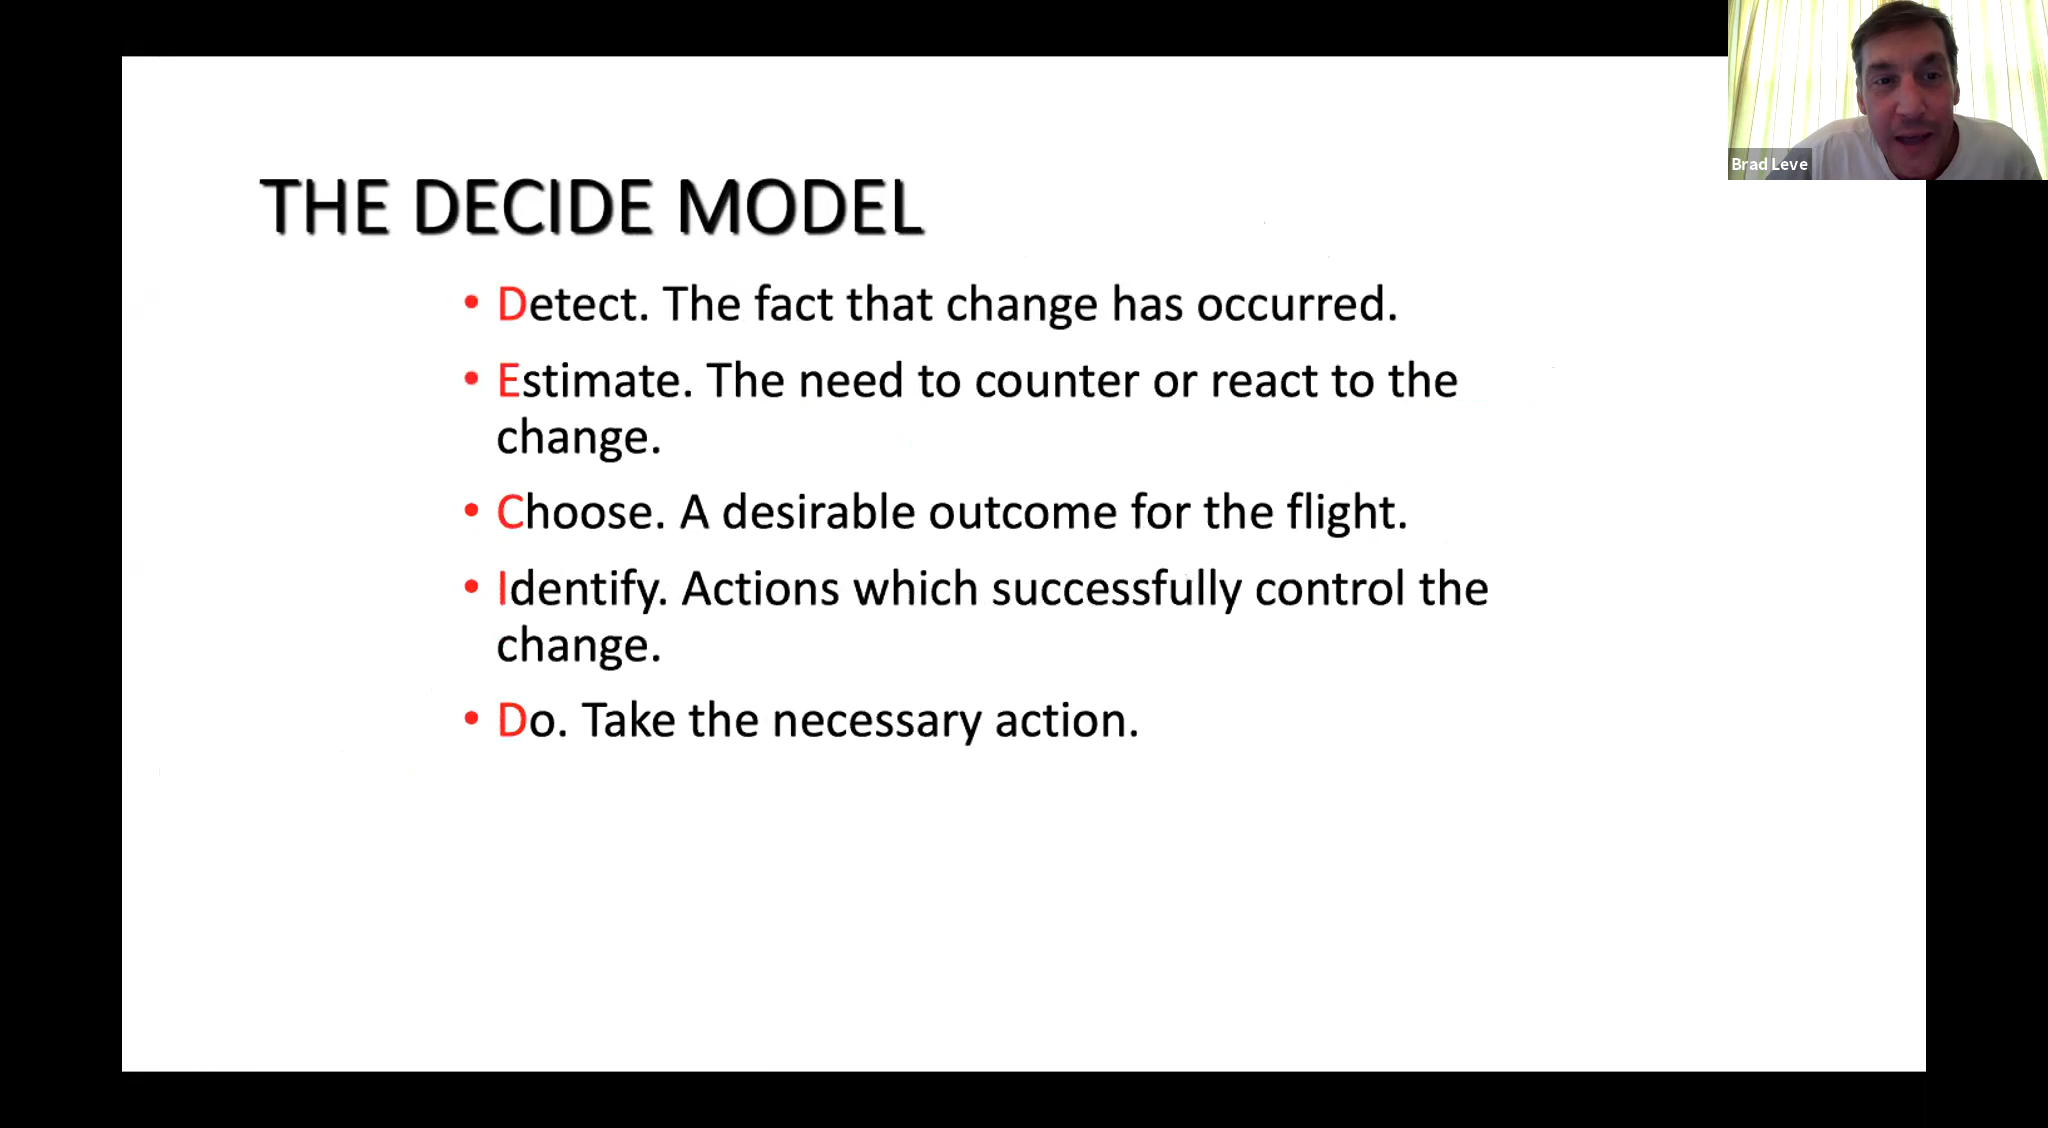 Brad Leve
THE DECIDE MODEL
• Detect. The fact that change has occurred.
• Estimate. The need to counter or react to the
change.
• Choose. A desirable outcome for the flight.
• Identify. Actions which successfully control the
change.
• Do. Take the necessary action.